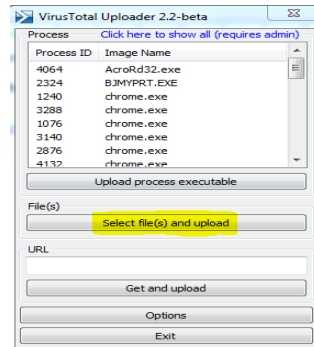 VirusTotal Uploader 2.2-beta
Process Click here to show all (requires admin)
Process ID Image Name
4064 AcroRd32.exe
2324 BJMYPRT.EXE
1240 chrome.exe
3288 chrome.exe
1076 chrome.exe
3140 chrome.exe
2876 chrome.exe
4132 chrome.exe
Upload process executable
File(s)
Select file(s) and upload
URL
Get and upload
Options
Exit